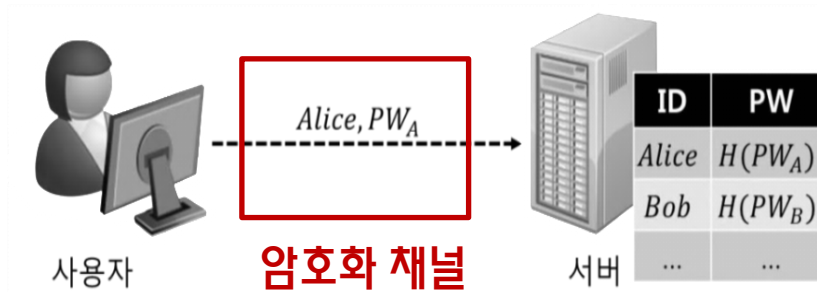 Alice, PW_A
사용자
암호화 채널
서버
ID PW
Alice H(PW_A)
Bob H(PW_B)
... ...